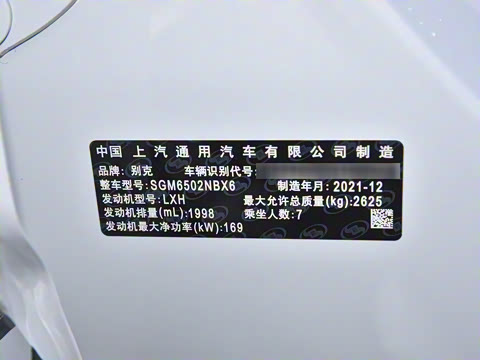 中国 上汽通用汽车有限公司制造
品牌: 别克 车辆识别代号:
整车型号:SGM6502NBX6 制造年月: 2021-12
发动机型号:LXH 最大允许总质量(kg):2625
发动机排量(mL):1998 乘坐人数:7
发动机最大净功率(kW):169